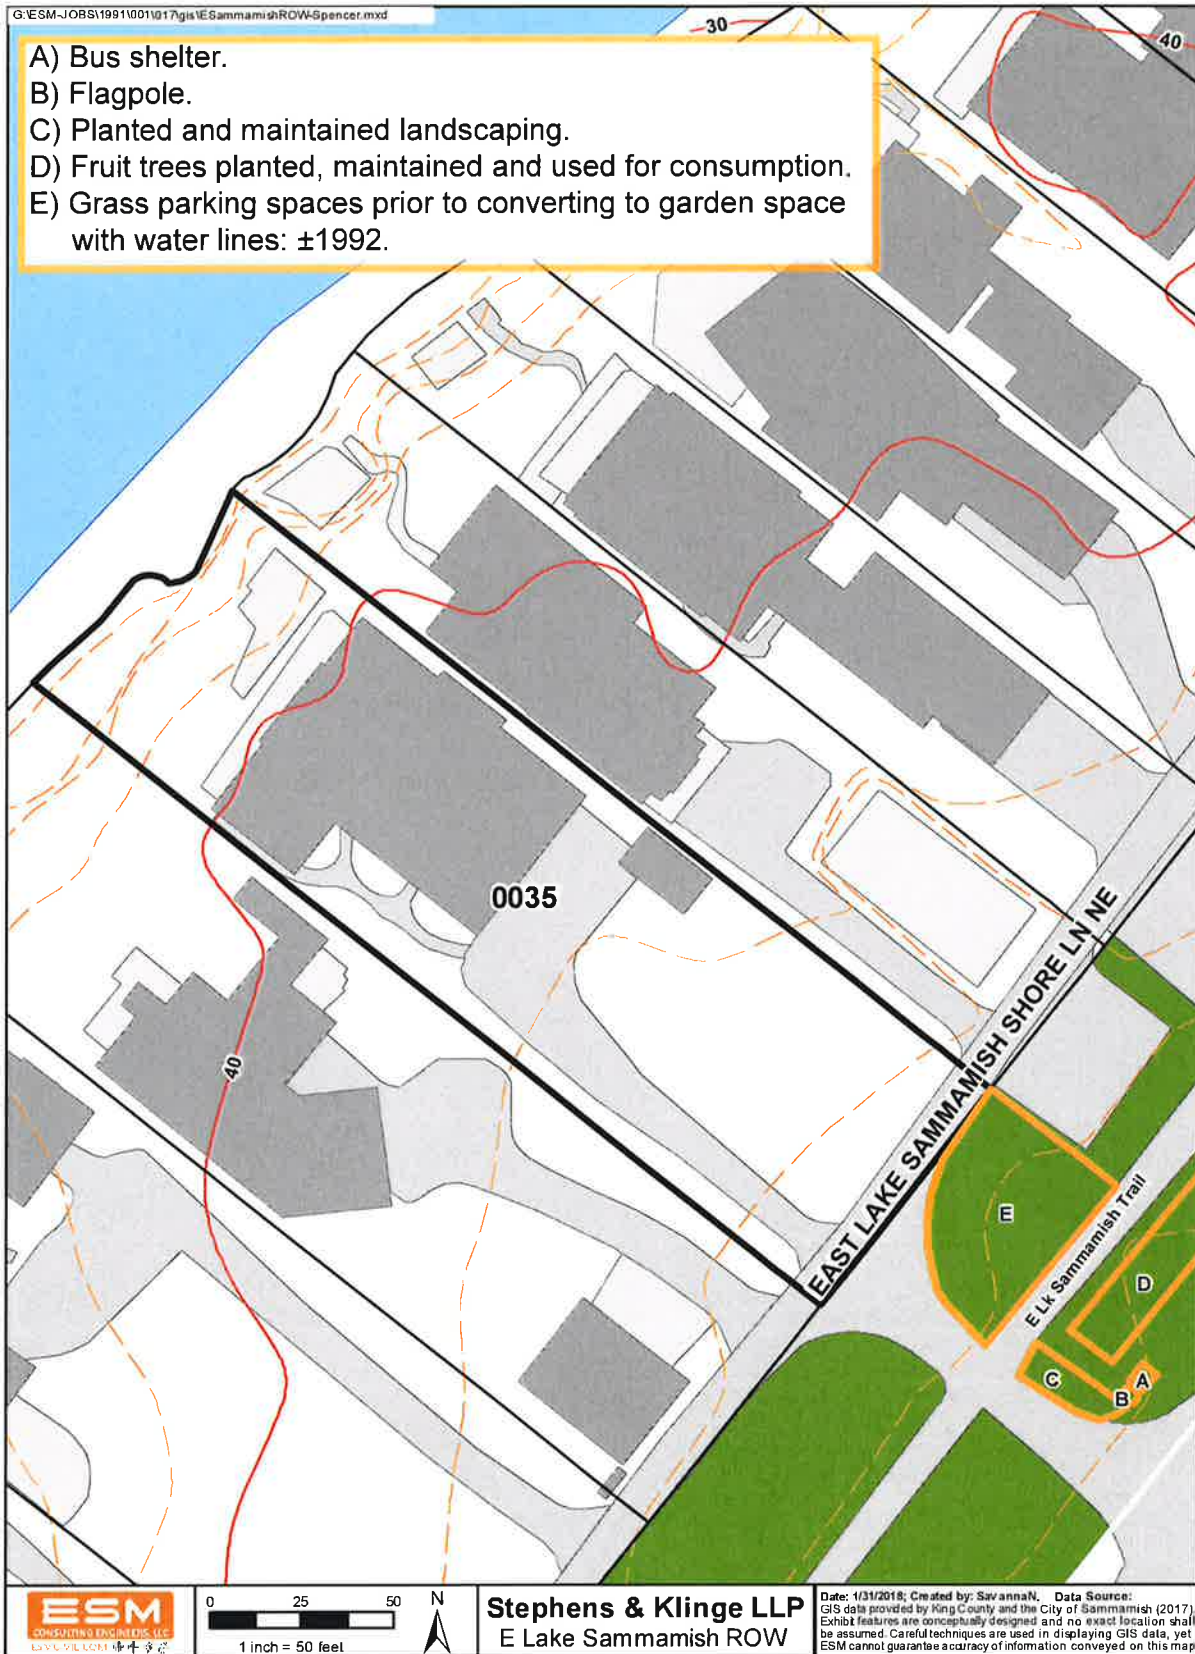 G:\ESM-JOBS\1991\001\017\gis\ESammamishROW-Spencer.mxd
A) Bus shelter.
B) Flagpole.
C) Planted and maintained landscaping.
D) Fruit trees planted, maintained and used for consumption.
E) Grass parking spaces prior to converting to garden space
with water lines: ±1992.
30
40
0035
40
EAST LAKE SAMMAMISH SHORE LN NE
E Lk Sammamish Trail
E
D
C
B
A
ESM
CONSULTING ENGINEERS, LLC
0 25 50
1 inch = 50 feet
N
Stephens & Klinge LLP
E Lake Sammamish ROW
Date: 1/31/2018; Created by: SavannaN. Data Source:
GIS data provided by King County and the City of Sammamish (2017)
Exhibit features are conceptually designed and no exact location shall
be assumed. Careful techniques are used in displaying GIS data, yet
ESM cannot guarantee accuracy of information conveyed on this map